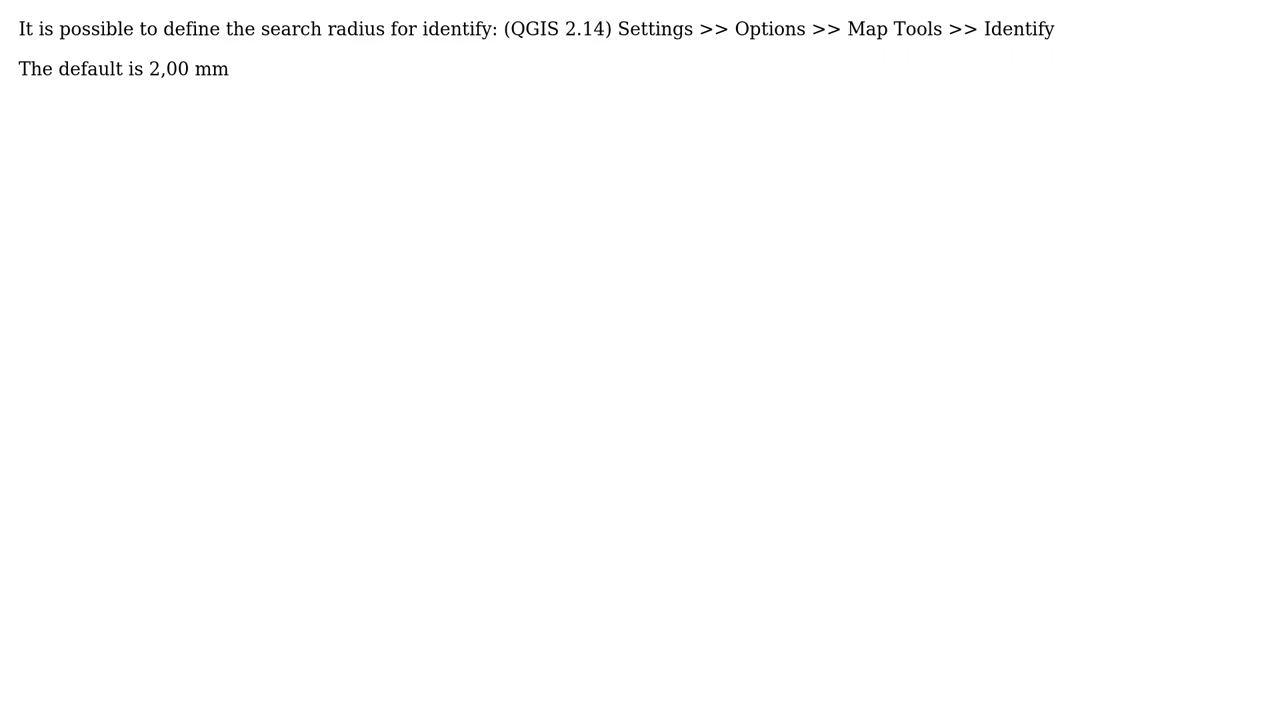 It is possible to define the search radius for identify: (QGIS 2.14) Settings >> Options >> Map Tools >> Identify
The default is 2,00 mm